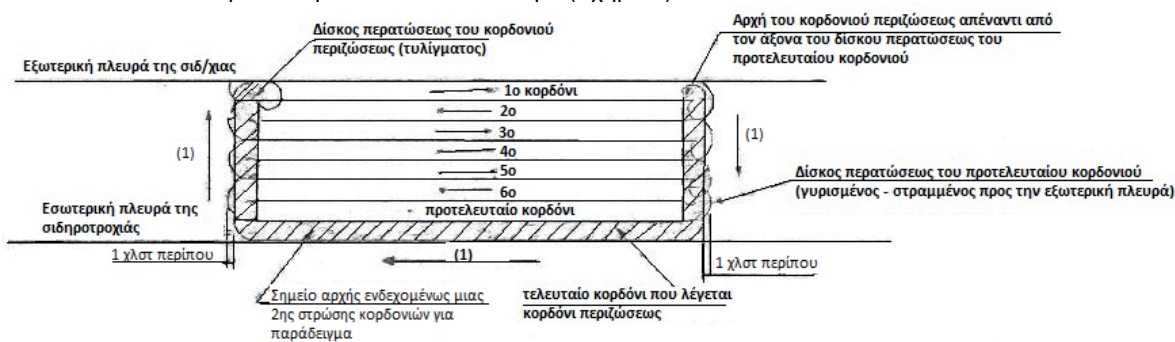 Δίσκος περατώσεως του κορδονιού
περιζώσεως (τυλίγματος)
Αρχή του κορδονιού περιζώσεως απέναντι από
τον άξονα του δίσκου περατώσεως του
προτελευταίου κορδονιού
Εξωτερική πλευρά της σιδ/χιας
1ο κορδόνι
2ο
3ο
4ο
5ο
6ο
προτελευταίο κορδόνι
(1)
(1)
Δίσκος περατώσεως του προτελευταίου κορδονιού
(γυρισμένος - στραμμένος προς την εξωτερική πλευρά)
Εσωτερική πλευρά της
σιδηροτροχιάς
1 χλστ περίπου
(1)
1 χλστ περίπου
Σημείο αρχής ενδεχομένως μιας
2ης στρώσης κορδονιών για
παράδειγμα
τελευταίο κορδόνι που λέγεται
κορδόνι περιζώσεως